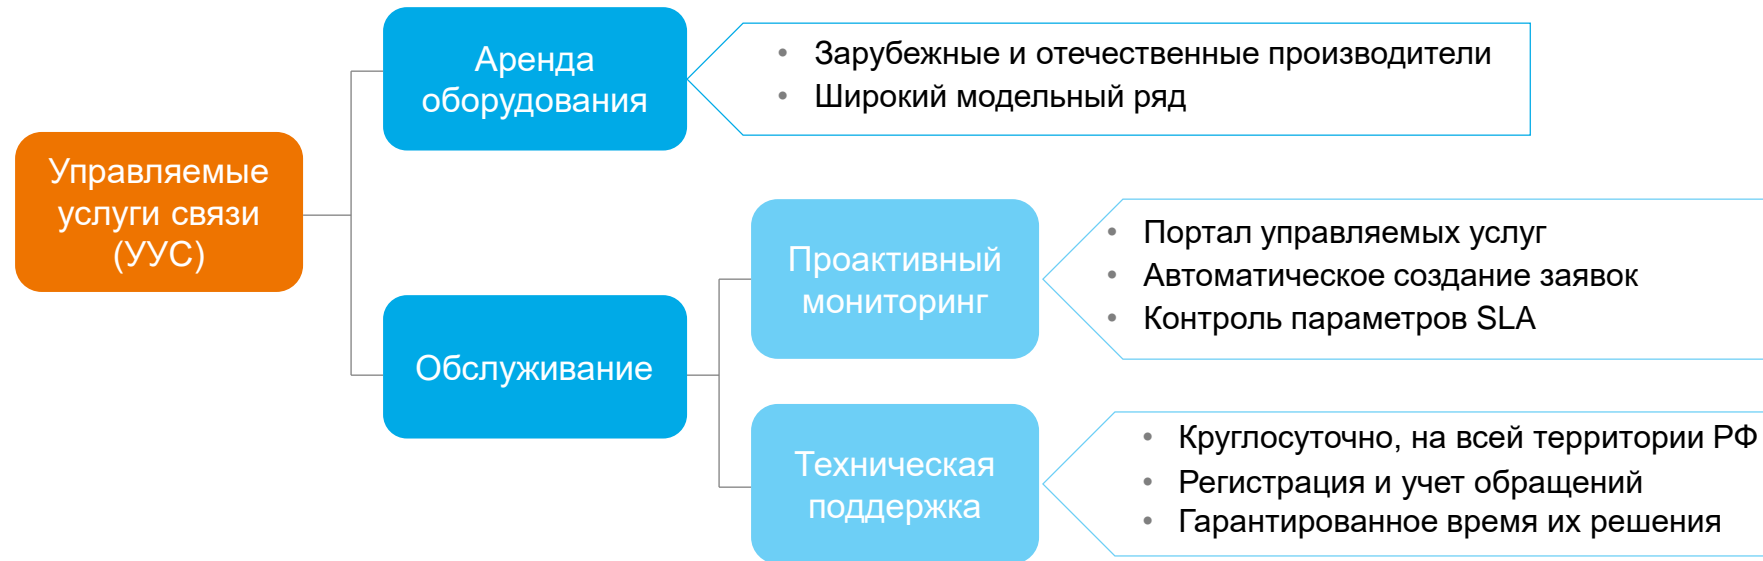 Аренда
оборудования
• Зарубежные и отечественные производители
• Широкий модельный ряд
Управляемые
услуги связи
(УУС)
Проактивный
мониторинг
• Портал управляемых услуг
• Автоматическое создание заявок
• Контроль параметров SLA
Обслуживание
Техническая
поддержка
• Круглосуточно, на всей территории РФ
• Регистрация и учет обращений
• Гарантированное время их решения